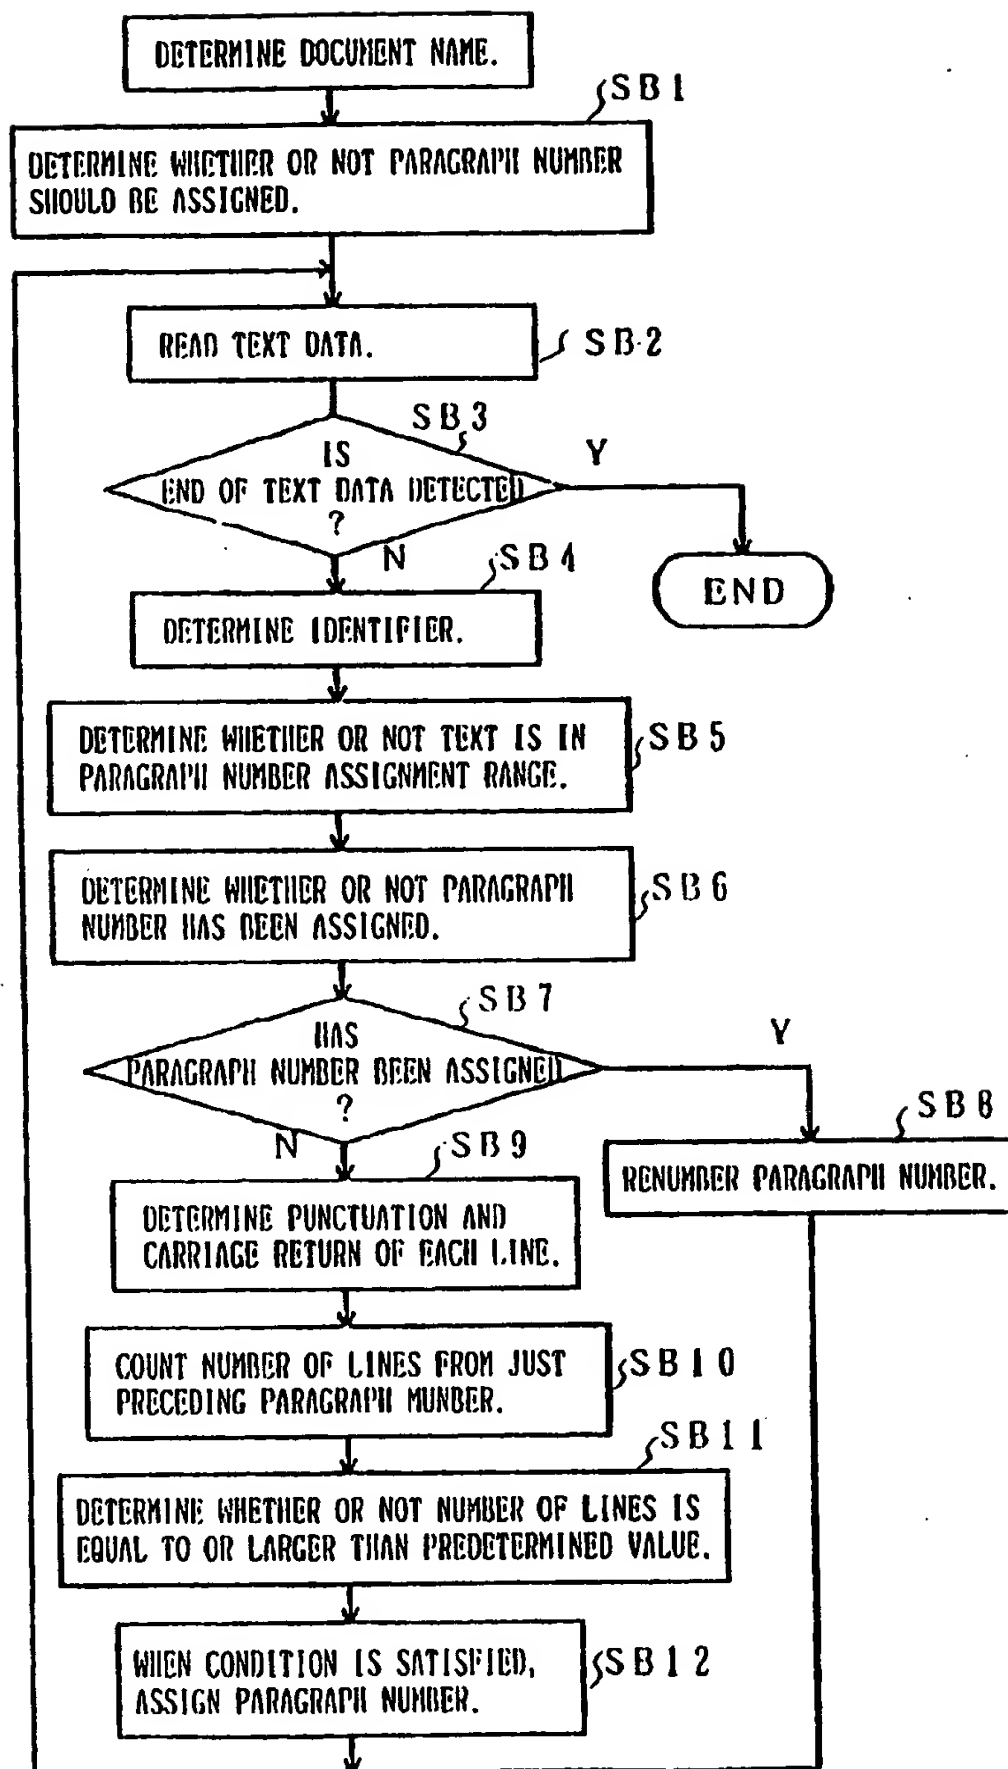 DETERMINE DOCUMENT NAME.
SB1
DETERMINE WHETHER OR NOT PARAGRAPH NUMBER
SHOULD BE ASSIGNED.
READ TEXT DATA.
SB2
SB3
IS
END OF TEXT DATA DETECTED
?
Y
N
END
SB4
DETERMINE IDENTIFIER.
DETERMINE WHETHER OR NOT TEXT IS IN
PARAGRAPH NUMBER ASSIGNMENT RANGE.
SB5
DETERMINE WHETHER OR NOT PARAGRAPH
NUMBER HAS BEEN ASSIGNED.
SB6
SB7
HAS
PARAGRAPH NUMBER BEEN ASSIGNED
?
Y
N
SB8
RENUMBER PARAGRAPH NUMBER.
SB9
DETERMINE PUNCTUATION AND
CARRIAGE RETURN OF EACH LINE.
COUNT NUMBER OF LINES FROM JUST
PRECEDING PARAGRAPH MUNBER.
SB10
SB11
DETERMINE WHETHER OR NOT NUMBER OF LINES IS
EQUAL TO OR LARGER THAN PREDETERMINED VALUE.
WHEN CONDITION IS SATISFIED,
ASSIGN PARAGRAPH NUMBER.
SB12